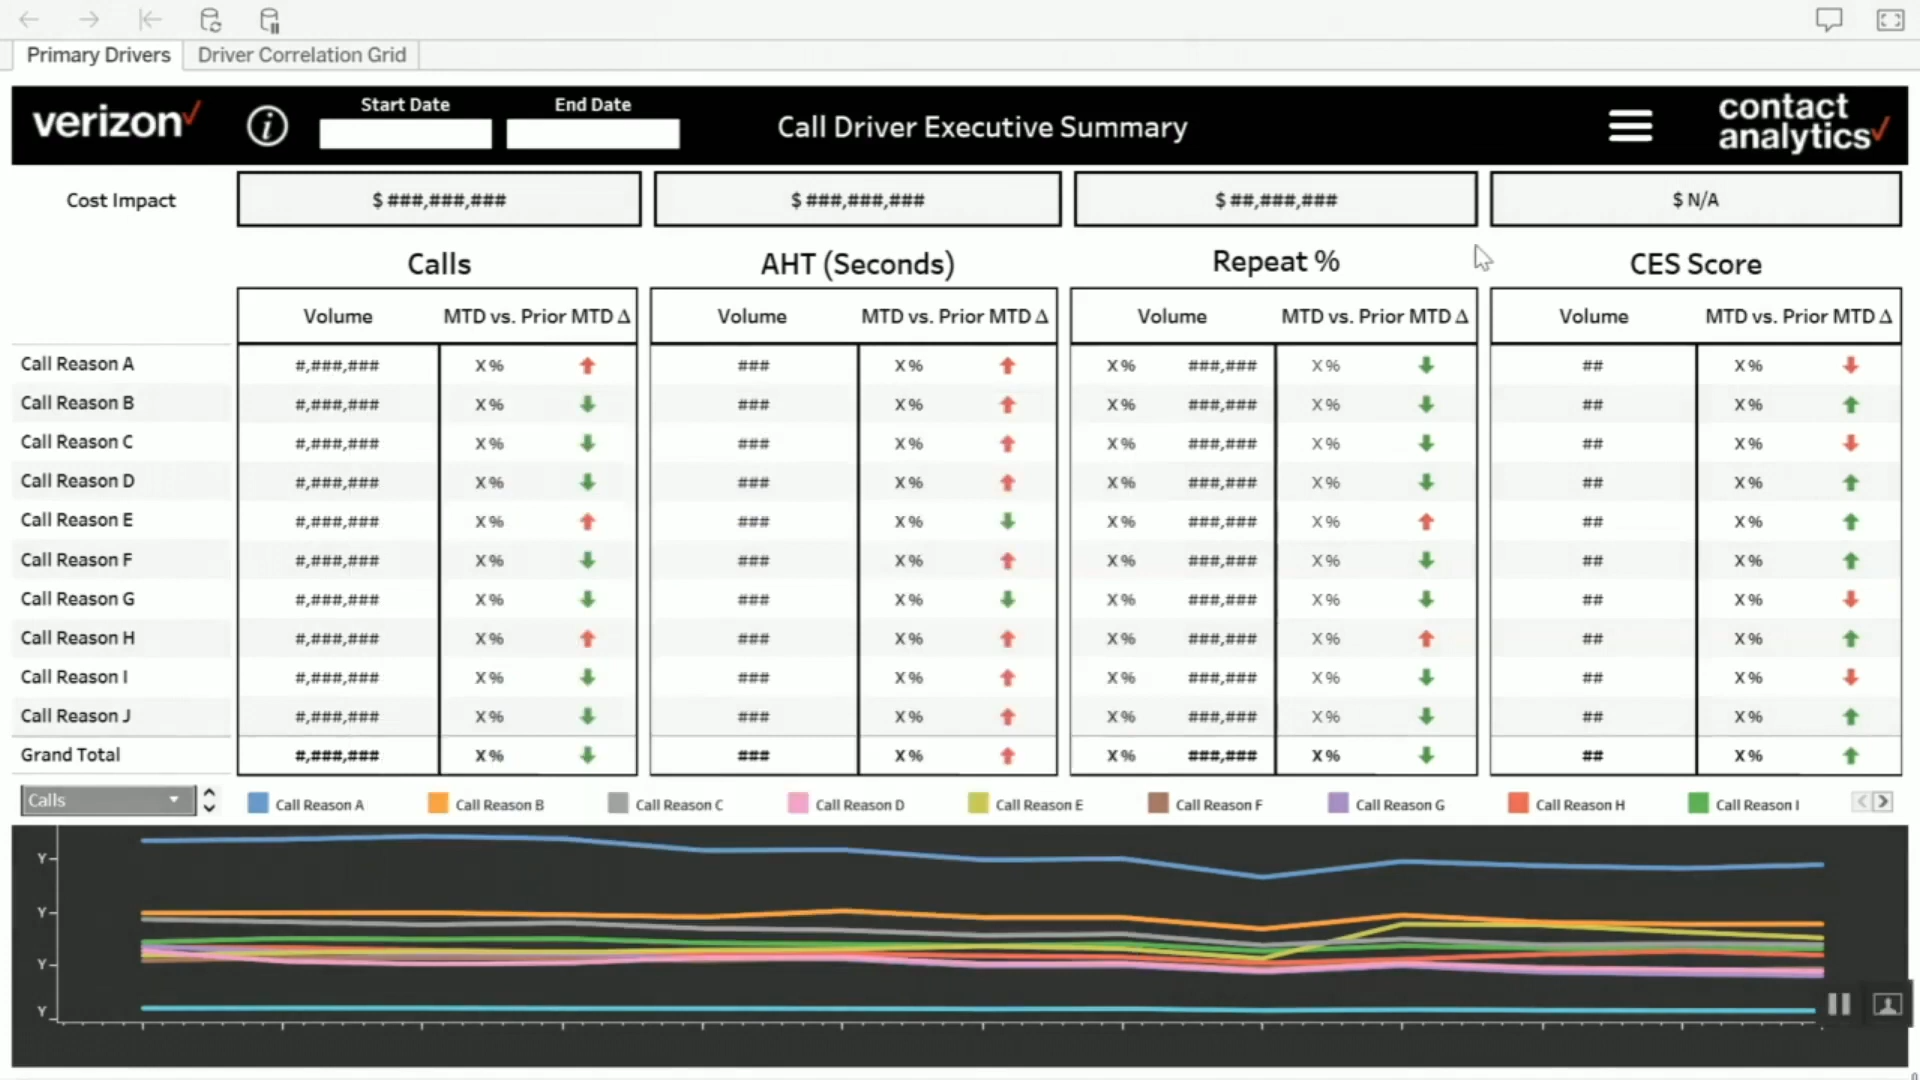 Primary Drivers Driver Correlation Grid
verizon✓ i Start Date End Date Call Driver Executive Summary contact analytics✓
Cost Impact $ ###,###,### $ ###,###,### $ ##,###,### $ N/A
Calls AHT (Seconds) Repeat % CES Score
Volume MTD vs. Prior MTD Δ Volume MTD vs. Prior MTD Δ Volume MTD vs. Prior MTD Δ Volume MTD vs. Prior MTD Δ
Call Reason A #,###,### X% ### X% X% ###,### X% ## X%
Call Reason B #,###,### X% ### X% X% ###,### X% ## X%
Call Reason C #,###,### X% ### X% X% ###,### X% ## X%
Call Reason D #,###,### X% ### X% X% ###,### X% ## X%
Call Reason E #,###,### X% ### X% X% ###,### X% ## X%
Call Reason F #,###,### X% ### X% X% ###,### X% ## X%
Call Reason G #,###,### X% ### X% X% ###,### X% ## X%
Call Reason H #,###,### X% ### X% X% ###,### X% ## X%
Call Reason I #,###,### X% ### X% X% ###,### X% ## X%
Call Reason J #,###,### X% ### X% X% ###,### X% ## X%
Grand Total #,###,### X% ### X% X% ###,### X% ## X%
Calls Call Reason A Call Reason B Call Reason C Call Reason D Call Reason E Call Reason F Call Reason G Call Reason H Call Reason I
Y
Y
Y
Y